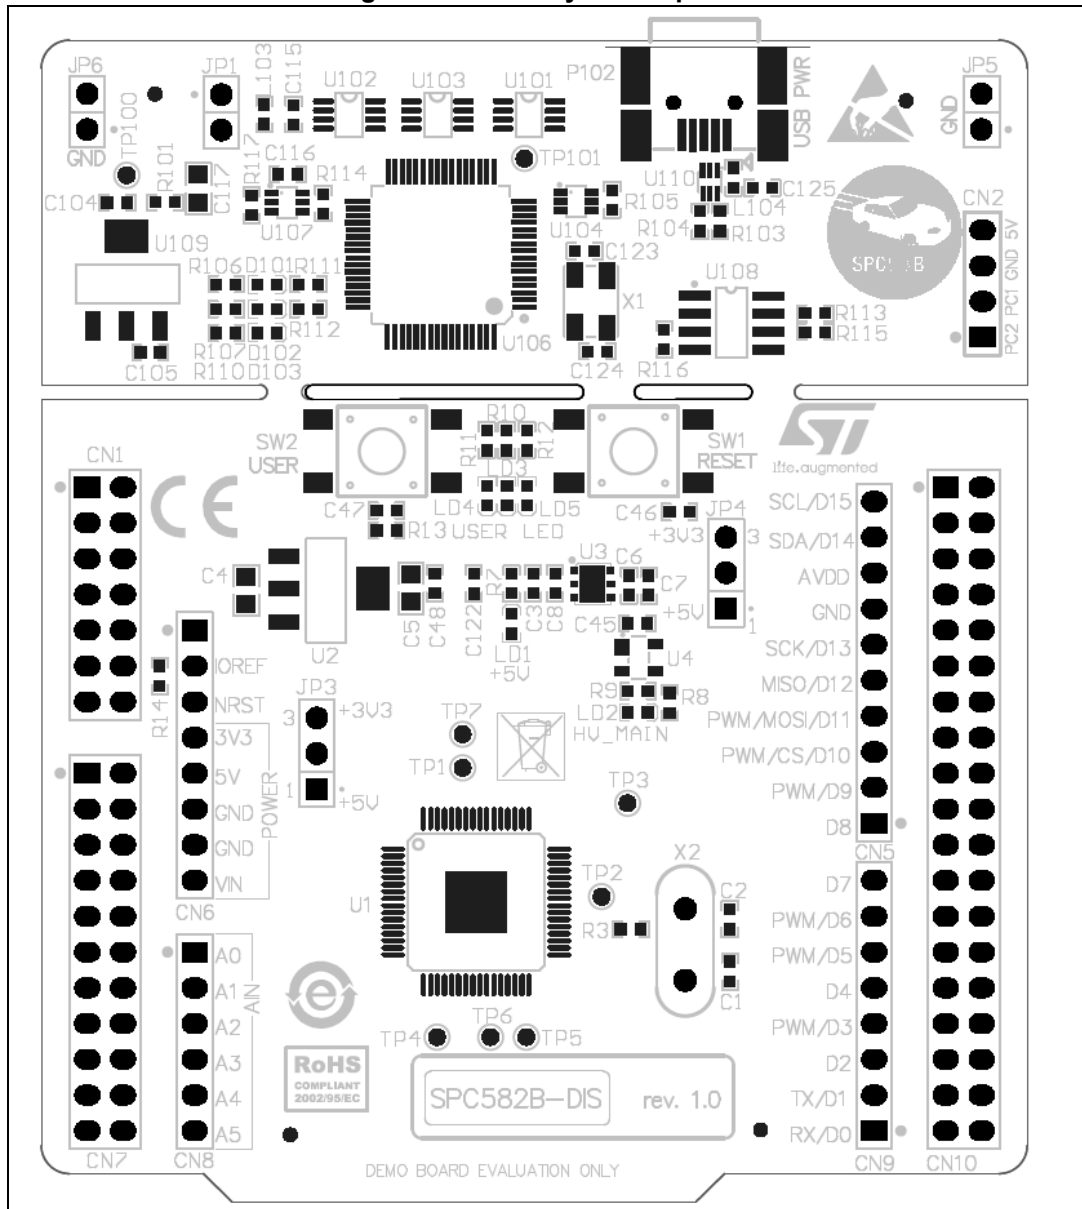 JP6
JP1
L103
C115
U102
U103
U101
P102
USB PWR
JP5
GND
GND
TP100
R101
R117
C117
C116
R114
TP101
U110
C125
C104
U107
R105
U104
L104
R104
R103
CN2
5V
GND
PC1
PC2
U109
C123
U108
R106
D101
R111
X1
R113
R115
R112
U106
R107
D102
R110
D103
C105
C124
R116
SW2
USER
R10
R11
R12
LD3
SW1
RESET
life.augmented
CN1
C47
R13
LD4
LD5
USER LED
C46
JP4
+3V3
3
SCL/D15
SDA/D14
AVDD
GND
SCK/D13
MISO/D12
PWM/MOSI/D11
PWM/CS/D10
PWM/D9
D8
CN5
C4
U2
C5
C48
C122
R7
C3
C8
U3
C6
C7
+5V
1
C45
LD1
+5V
U4
R9
R8
LD2
HV_MAIN
R14
IOREF
NRST
3V3
5V
GND
GND
VIN
POWER
CN6
JP3
3
+3V3
1
+5V
TP7
TP1
TP3
TP2
U1
R3
X2
C2
C1
D7
PWM/D6
PWM/D5
D4
PWM/D3
D2
TX/D1
RX/D0
CN9
CN10
A0
A1
A2
A3
A4
A5
AIN
CN7
CN8
TP4
TP6
TP5
RoHS
COMPLIANT
2002/95/EC
SPC582B-DIS rev. 1.0
DEMO BOARD EVALUATION ONLY